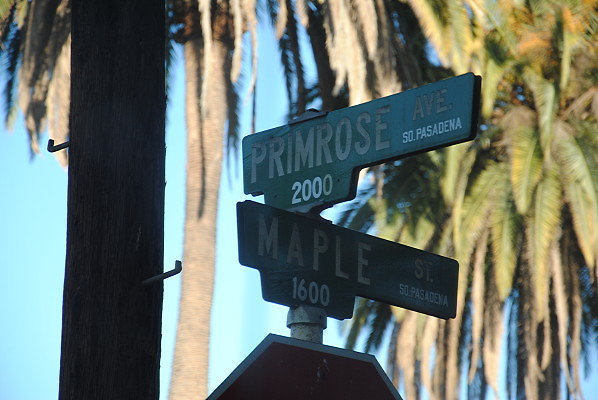 PRIMROSE AVE.
SO. PASADENA
2000
MAPLE ST.
SO. PASADENA
1600